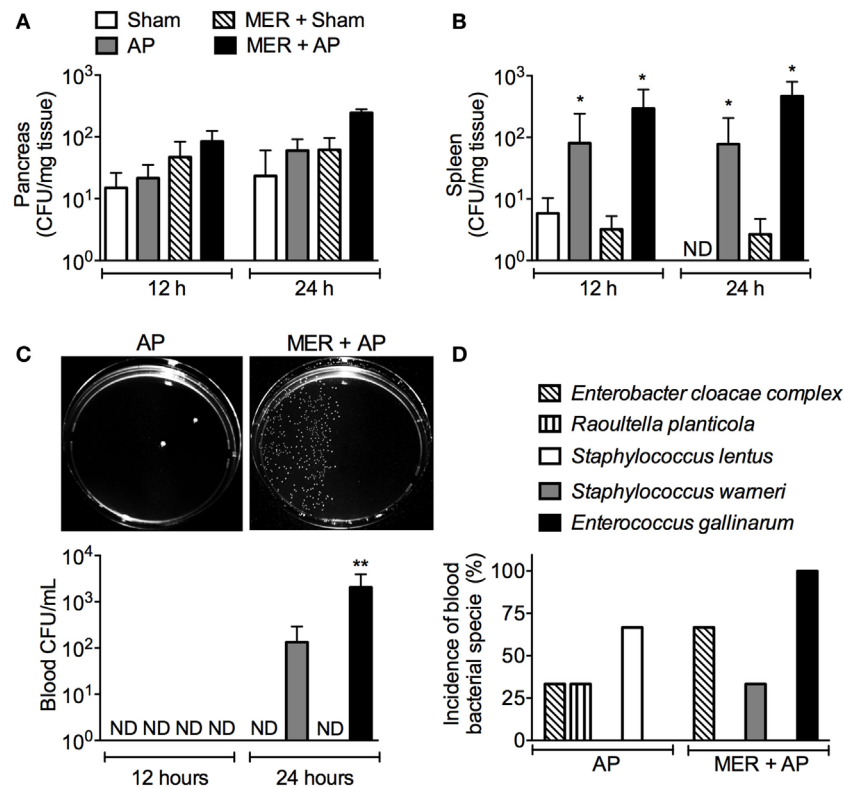 A
Sham
MER + Sham
AP
MER + AP
Pancreas
(CFU/mg tissue)
10³
10²
10¹
10⁰
12 h
24 h
B
Spleen
(CFU/mg tissue)
10³
10²
10¹
10⁰
*
*
*
*
ND
12 h
24 h
C
AP
MER + AP
Blood CFU/mL
10⁴
10³
10²
10¹
10⁰
**
ND ND ND ND ND ND
12 hours
24 hours
D
Enterobacter cloacae complex
Raoultella planticola
Staphylococcus lentus
Staphylococcus warneri
Enterococcus gallinarum
Incidence of blood
bacterial specie (%)
100
75
50
25
0
AP
MER + AP